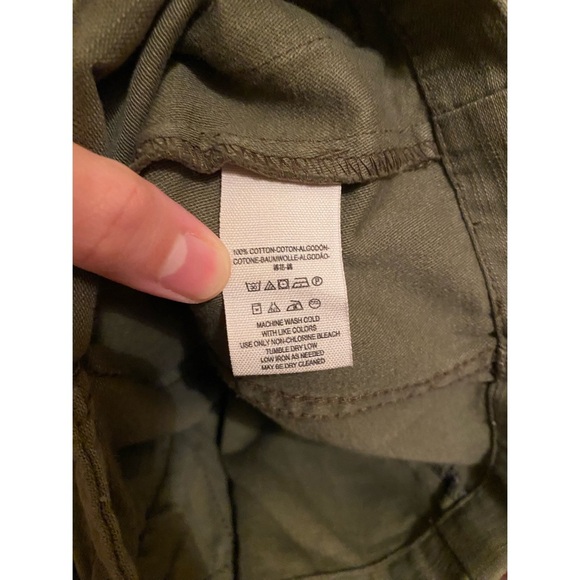 100% COTTON-COTON-ALGODÓN-
COTONE-BAUMWOLLE-ALGODÃO-
MACHINE WASH COLD
WITH LIKE COLORS
USE ONLY NON-CHLORINE BLEACH
TUMBLE DRY LOW
LOW IRON AS NEEDED
MAY BE DRY CLEANED